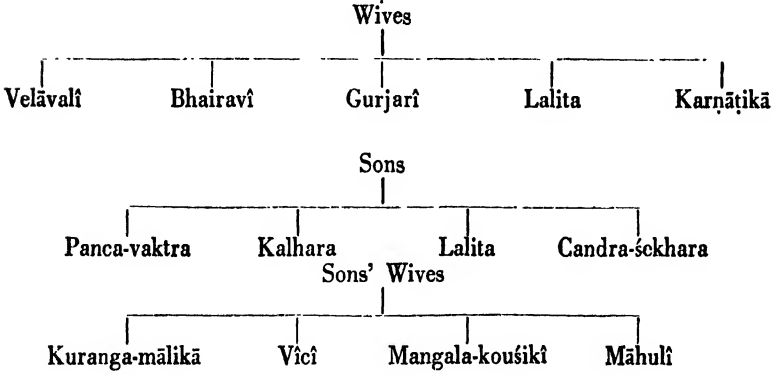 Wives
Velāvalî Bhairavî Gurjarî Lalita Karṇāṭikā
Sons
Panca-vaktra Kalhara Lalita Candra-śckhara
Sons’ Wives
Kuranga-mālikā Vîcî Mangala-kouśikî Māhulî